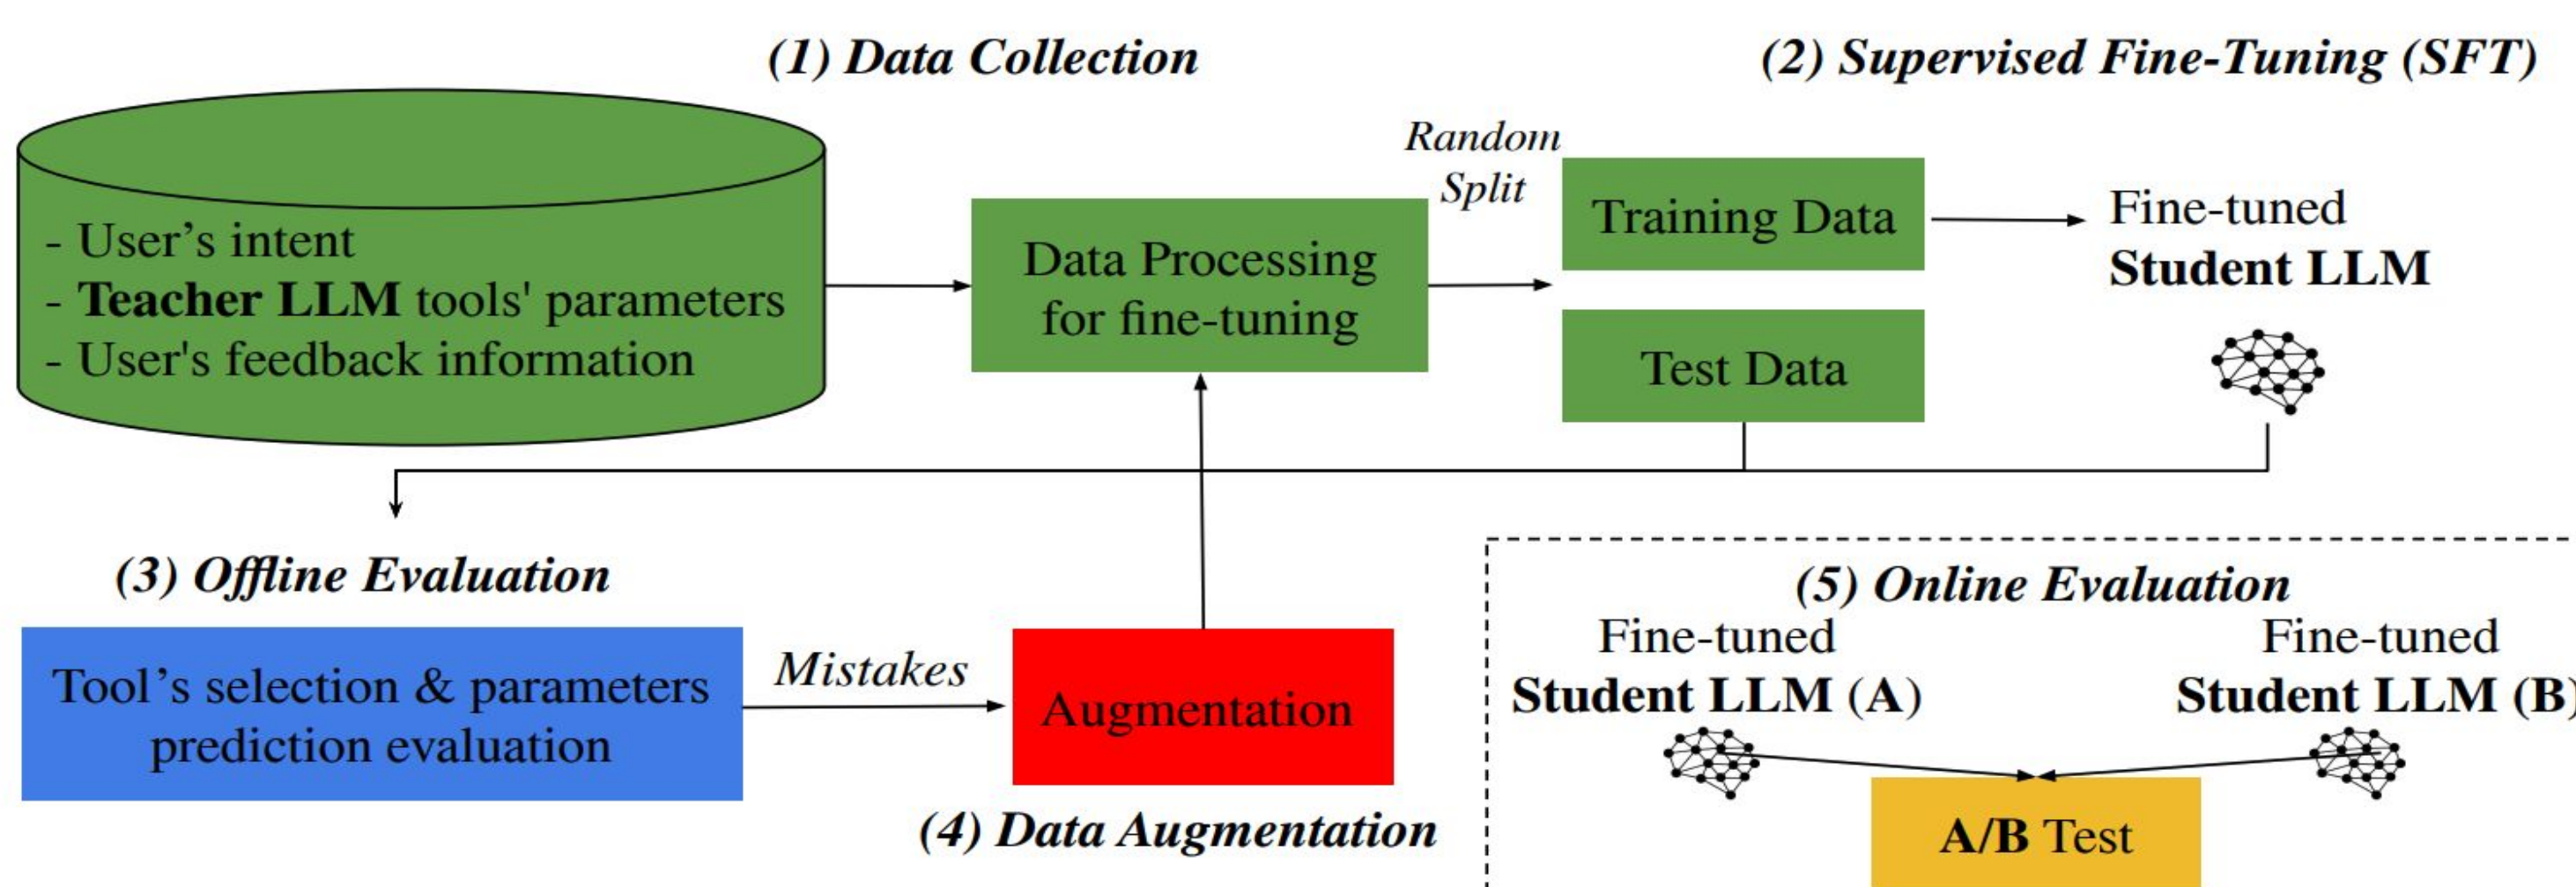 (1) Data Collection
(2) Supervised Fine-Tuning (SFT)
- User's intent
- Teacher LLM tools' parameters
- User's feedback information
Data Processing
for fine-tuning
Random
Split
Training Data
Test Data
Fine-tuned
Student LLM
(3) Offline Evaluation
Tool's selection & parameters
prediction evaluation
Mistakes
Augmentation
(4) Data Augmentation
(5) Online Evaluation
Fine-tuned
Student LLM (A)
Fine-tuned
Student LLM (B)
A/B Test